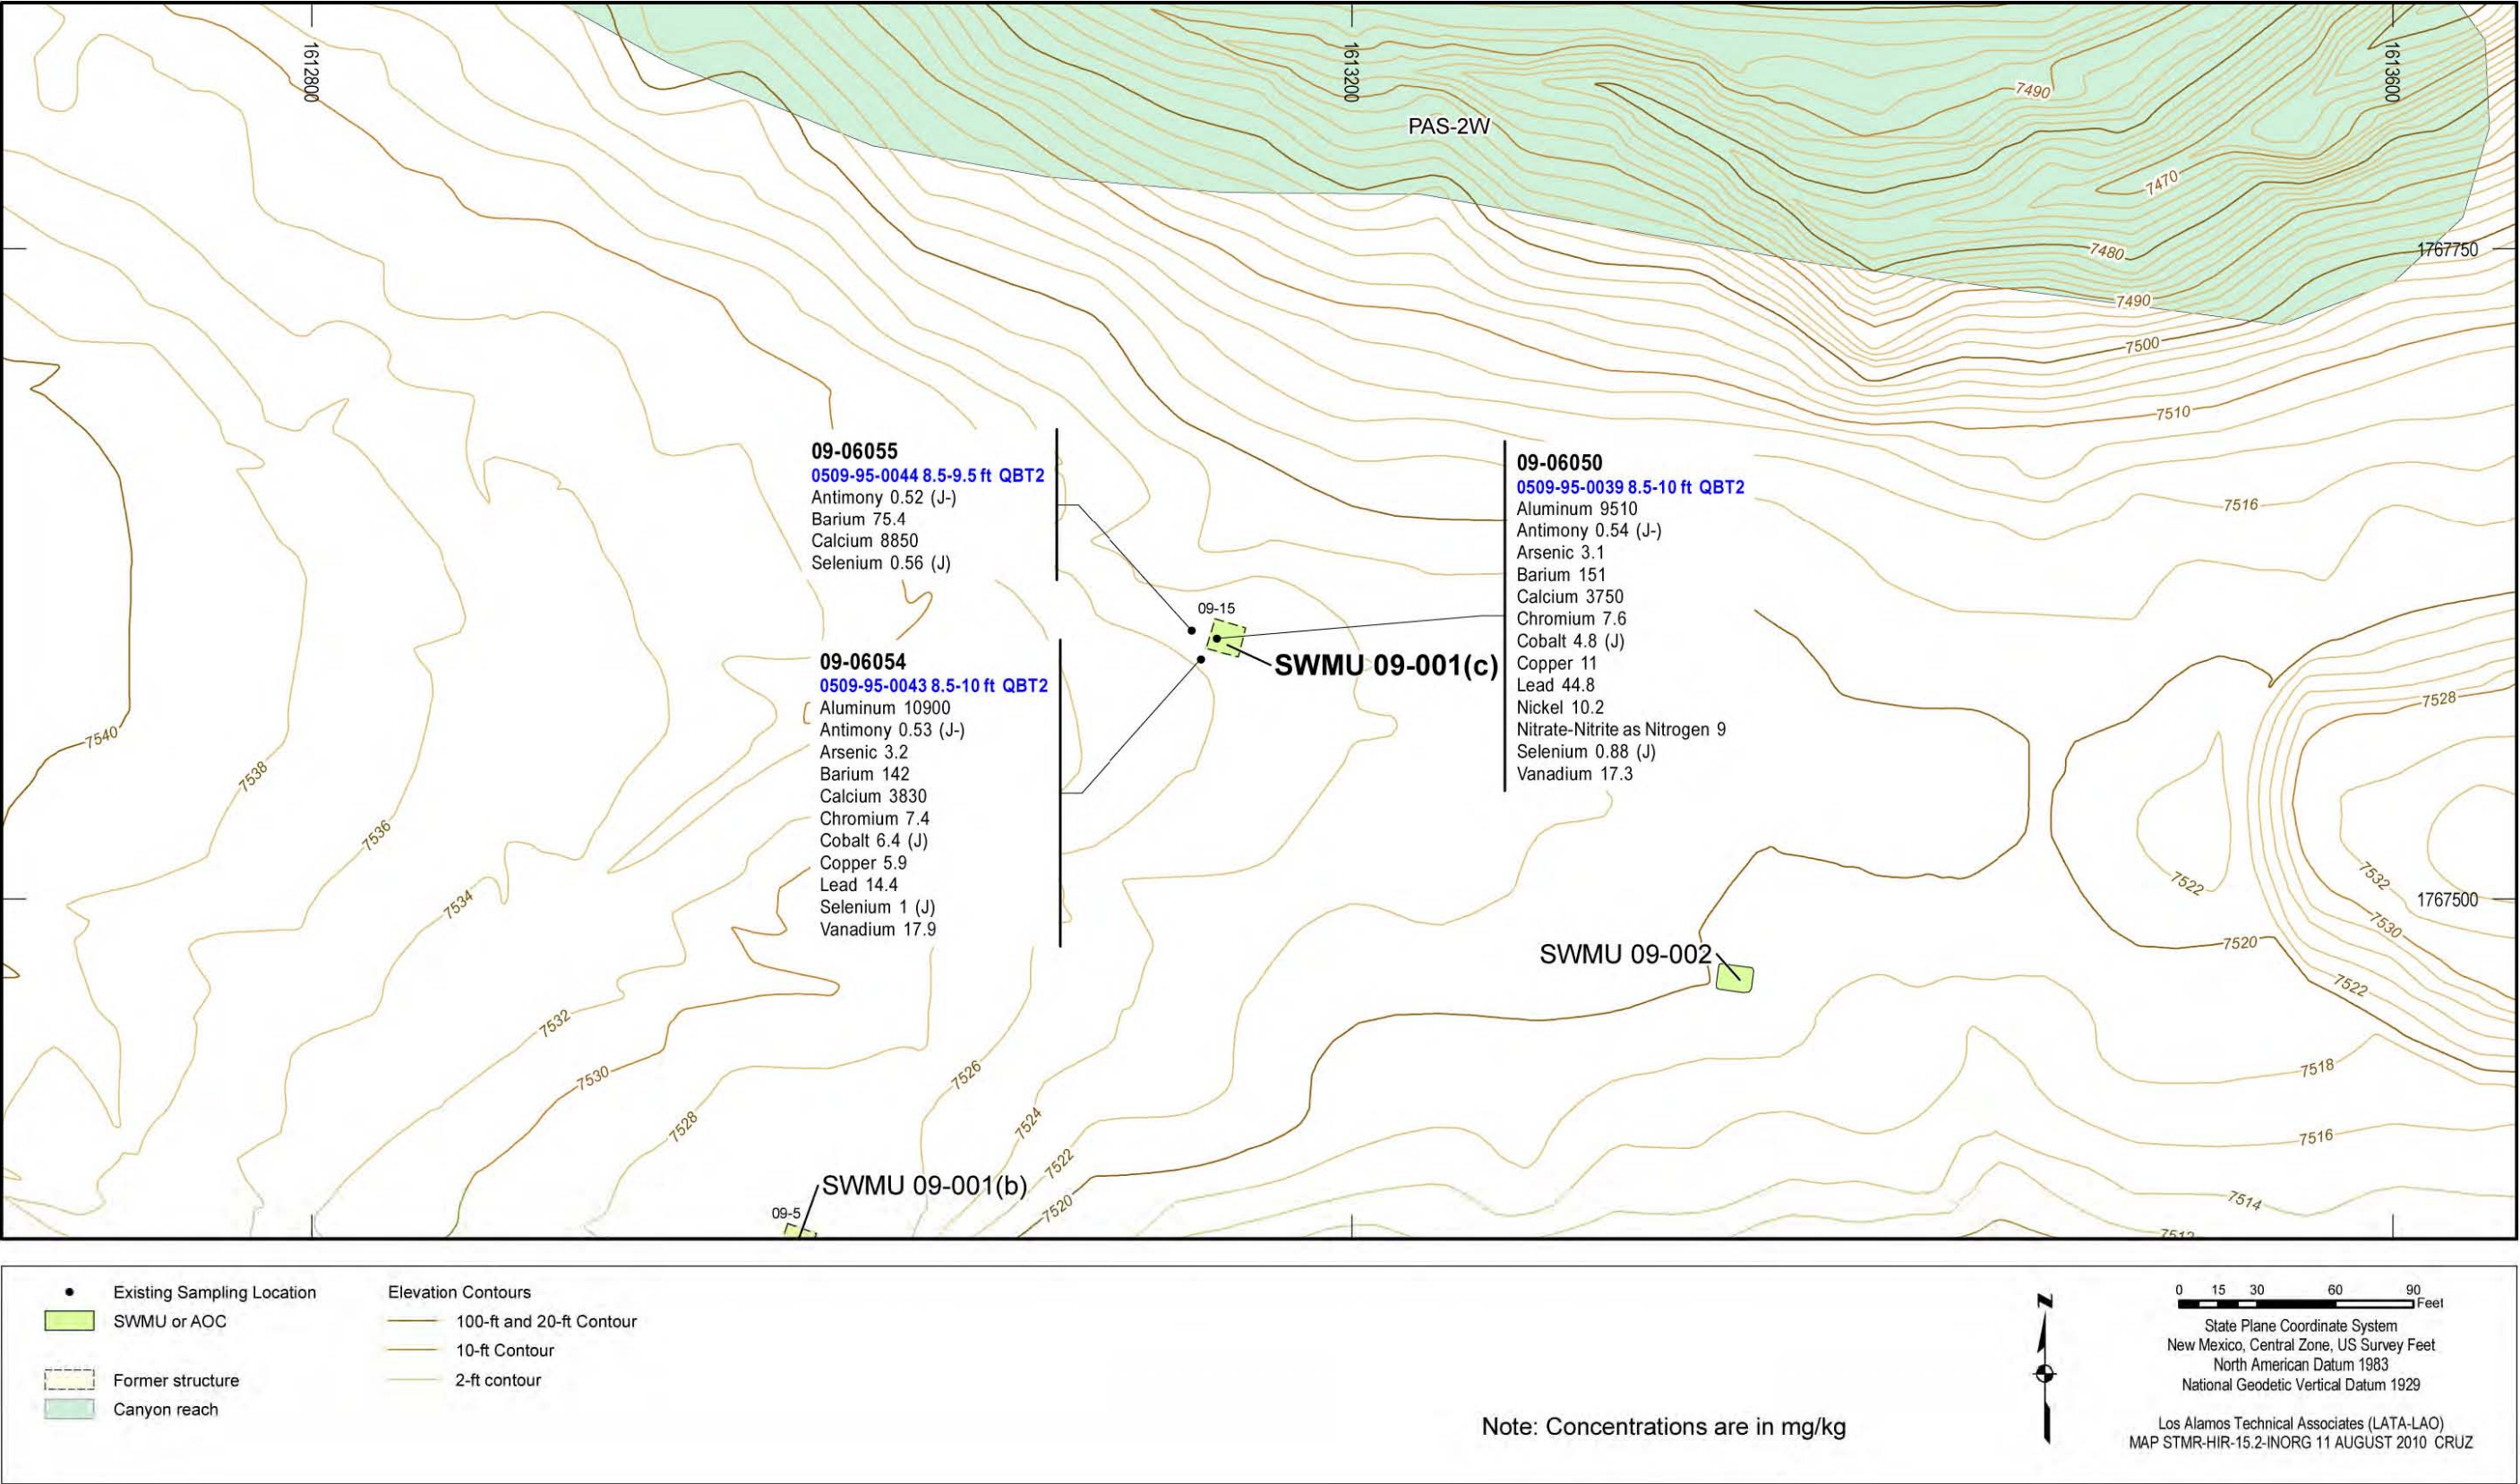 1612800
1613200
1613600
7490
PAS-2W
7470
7480
1767750
7490
7500
7510
09-06055
0509-95-0044 8.5-9.5 ft QBT2
Antimony 0.52 (J-)
Barium 75.4
Calcium 8850
Selenium 0.56 (J)
09-06050
0509-95-0039 8.5-10 ft QBT2
Aluminum 9510
Antimony 0.54 (J-)
Arsenic 3.1
Barium 151
Calcium 3750
Chromium 7.6
Cobalt 4.8 (J)
Copper 11
Lead 44.8
Nickel 10.2
Nitrate-Nitrite as Nitrogen 9
Selenium 0.88 (J)
Vanadium 17.3
7516
09-15
SWMU 09-001(c)
09-06054
0509-95-0043 8.5-10 ft QBT2
Aluminum 10900
Antimony 0.53 (J-)
Arsenic 3.2
Barium 142
Calcium 3830
Chromium 7.4
Cobalt 6.4 (J)
Copper 5.9
Lead 14.4
Selenium 1 (J)
Vanadium 17.9
7528
7540
7538
7536
7534
7522
7532
1767500
7530
7520
SWMU 09-002
7522
7532
7530
7526
7528
7524
7522
7520
7518
7516
7514
7512
SWMU 09-001(b)
09-5
Existing Sampling Location
SWMU or AOC
Former structure
Canyon reach
Elevation Contours
100-ft and 20-ft Contour
10-ft Contour
2-ft contour
Note: Concentrations are in mg/kg
N
0 15 30 60 90
Feet
State Plane Coordinate System
New Mexico, Central Zone, US Survey Feet
North American Datum 1983
National Geodetic Vertical Datum 1929
Los Alamos Technical Associates (LATA-LAO)
MAP STMR-HIR-15.2-INORG 11 AUGUST 2010 CRUZ